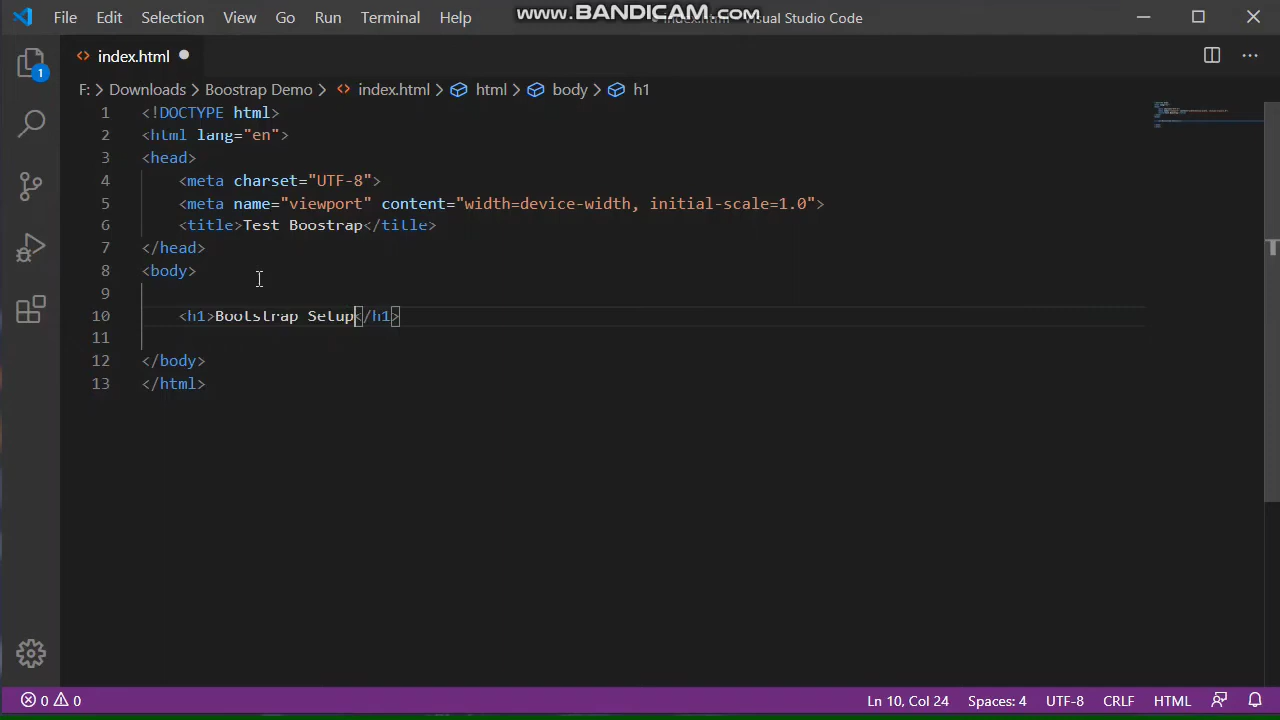 File Edit Selection View Go Run Terminal Help www.BANDICAM.com Visual Studio Code
index.html
F: > Downloads > Boostrap Demo > index.html > html > body > h1
1 <!DOCTYPE html>
2 <html lang="en">
3 <head>
4 <meta charset="UTF-8">
5 <meta name="viewport" content="width=device-width, initial-scale=1.0">
6 <title>Test Boostrap</title>
7 </head>
8 <body>
9
10 <h1>Bootstrap Setup</h1>
11
12 </body>
13 </html>
1
0 0 Ln 10, Col 24 Spaces: 4 UTF-8 CRLF HTML